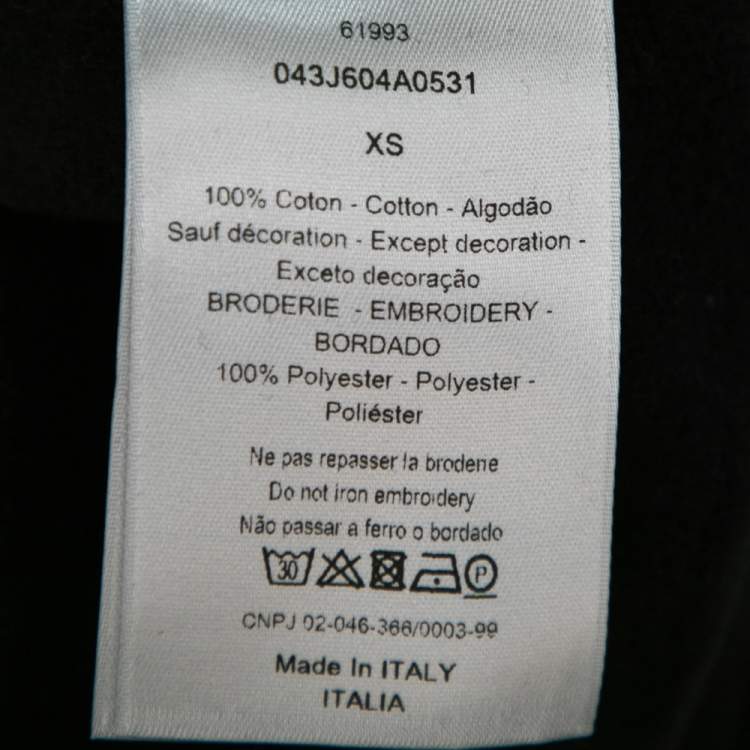 61993
043J604A0531
XS
100% Coton - Cotton - Algodão
Sauf décoration - Except decoration -
Exceto decoração
BRODERIE - EMBROIDERY -
BORDADO
100% Polyester - Polyester -
Poliéster
Ne pas repasser la broderie
Do not iron embroidery
Não passar a ferro o bordado
30 P
CNPJ 02-046-366/0003-99
Made In ITALY
ITALIA